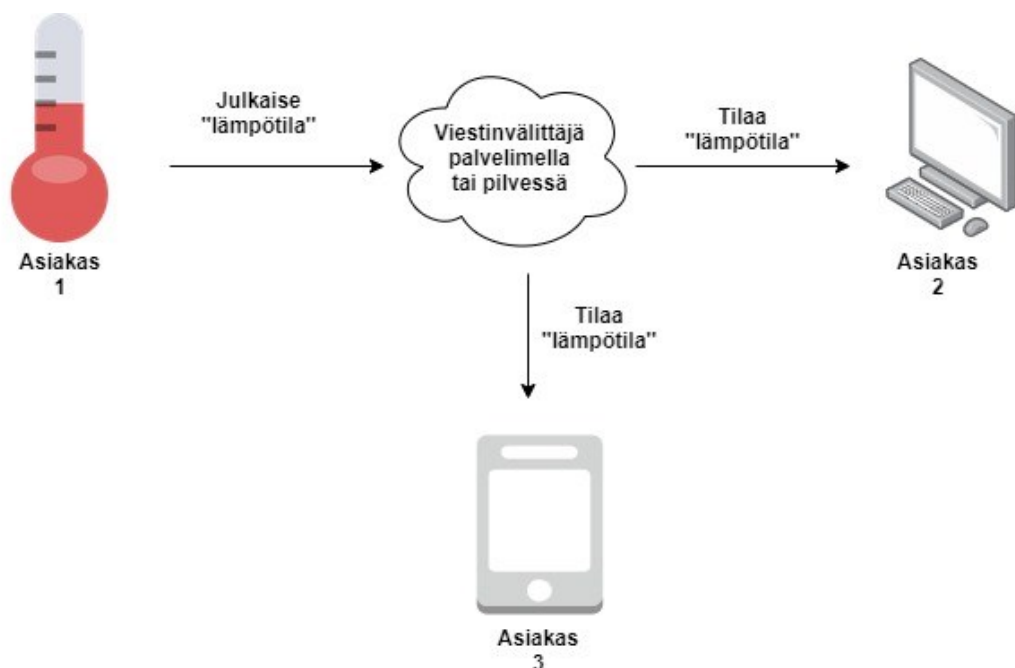 Julkaise
"lämpötila"
Viestinvälittäjä
palvelimella
tai pilvessä
Tilaa
"lämpötila"
Asiakas
1
Asiakas
2
Tilaa
"lämpötila"
Asiakas
3